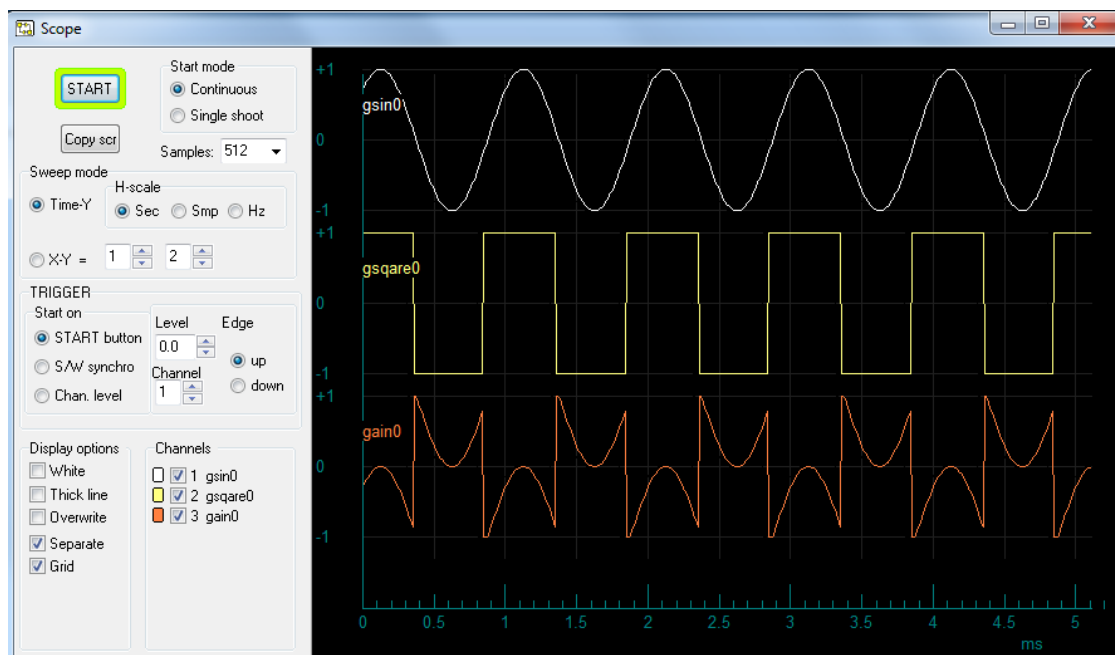 Scope
START
Start mode
Continuous
Single shoot
Copy scr
Samples: 512
Sweep mode
H-scale
Time-Y
Sec Smp Hz
X-Y = 1 2
TRIGGER
Start on
START button
S/W synchro
Chan. level
Level Edge
0.0
up
Channel
1
down
Display options
White
Thick line
Overwrite
Separate
Grid
Channels
1 gsin0
2 gsqare0
3 gain0
+1
gsin0
0
-1
+1
gsqare0
0
-1
+1
gain0
0
-1
0 0.5 1 1.5 2 2.5 3 3.5 4 4.5 5
ms